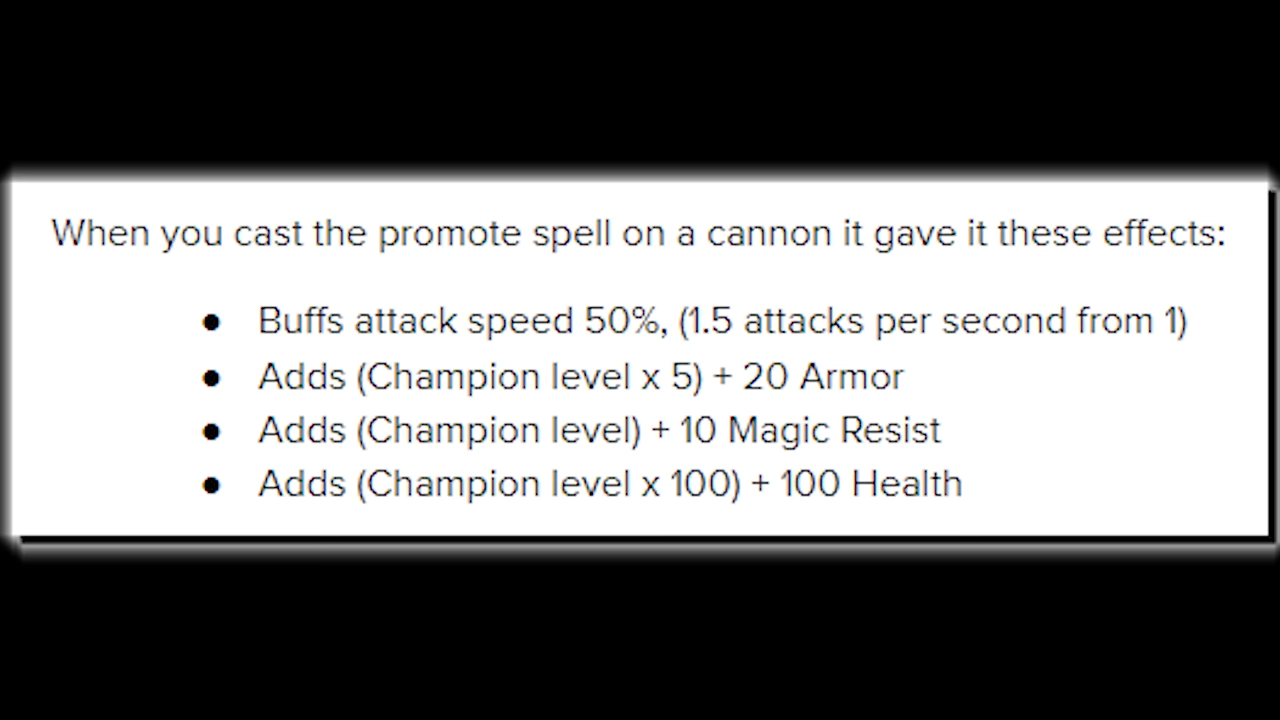 When you cast the promote spell on a cannon it gave it these effects:
● Buffs attack speed 50%, (1.5 attacks per second from 1)
● Adds (Champion level x 5) + 20 Armor
● Adds (Champion level) + 10 Magic Resist
● Adds (Champion level x 100) + 100 Health